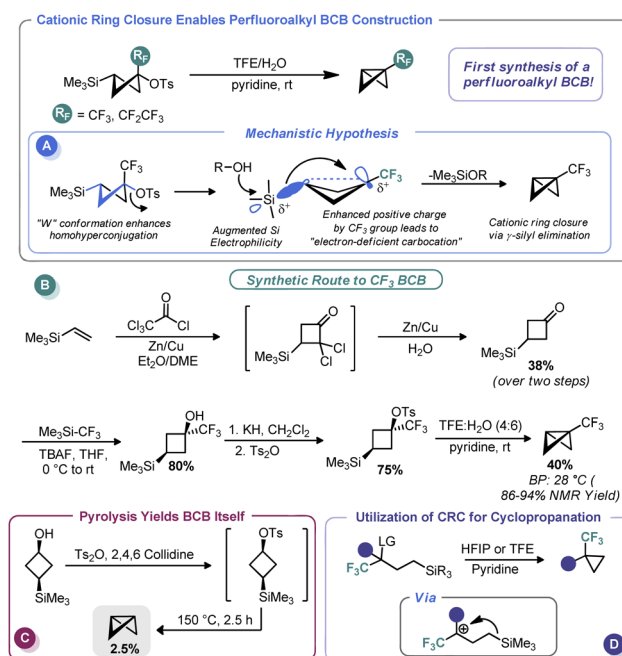 Cationic Ring Closure Enables Perfluoroalkyl BCB Construction
R_F
Me3Si
OTs
TFE/H2O
pyridine, rt
R_F
First synthesis of a
perfluoroalkyl BCB!
R_F = CF3, CF2CF3
A
Mechanistic Hypothesis
CF3
Me3Si
OTs
R–OH
Si
δ+
CF3
δ+
-Me3SiOR
CF3
"W" conformation enhances
homohyperconjugation
Augmented Si
Electrophilicity
Enhanced positive charge
by CF3 group leads to
"electron-deficient carbocation"
Cationic ring closure
via γ-silyl elimination
B
Synthetic Route to CF3 BCB
Me3Si
O
Cl3C
Cl
Zn/Cu
Et2O/DME
O
Cl
Cl
Me3Si
Zn/Cu
H2O
O
Me3Si
38%
(over two steps)
Me3Si-CF3
TBAF, THF,
0 °C to rt
OH
CF3
Me3Si
80%
1. KH, CH2Cl2
2. Ts2O
OTs
CF3
Me3Si
75%
TFE:H2O (4:6)
pyridine, rt
CF3
40%
BP: 28 °C (
86-94% NMR Yield)
Pyrolysis Yields BCB Itself
OH
SiMe3
Ts2O, 2,4,6 Collidine
OTs
SiMe3
150 °C, 2.5 h
2.5%
C
Utilization of CRC for Cyclopropanation
LG
F3C
SiR3
HFIP or TFE
Pyridine
CF3
Via
F3C
⊕
SiMe3
D